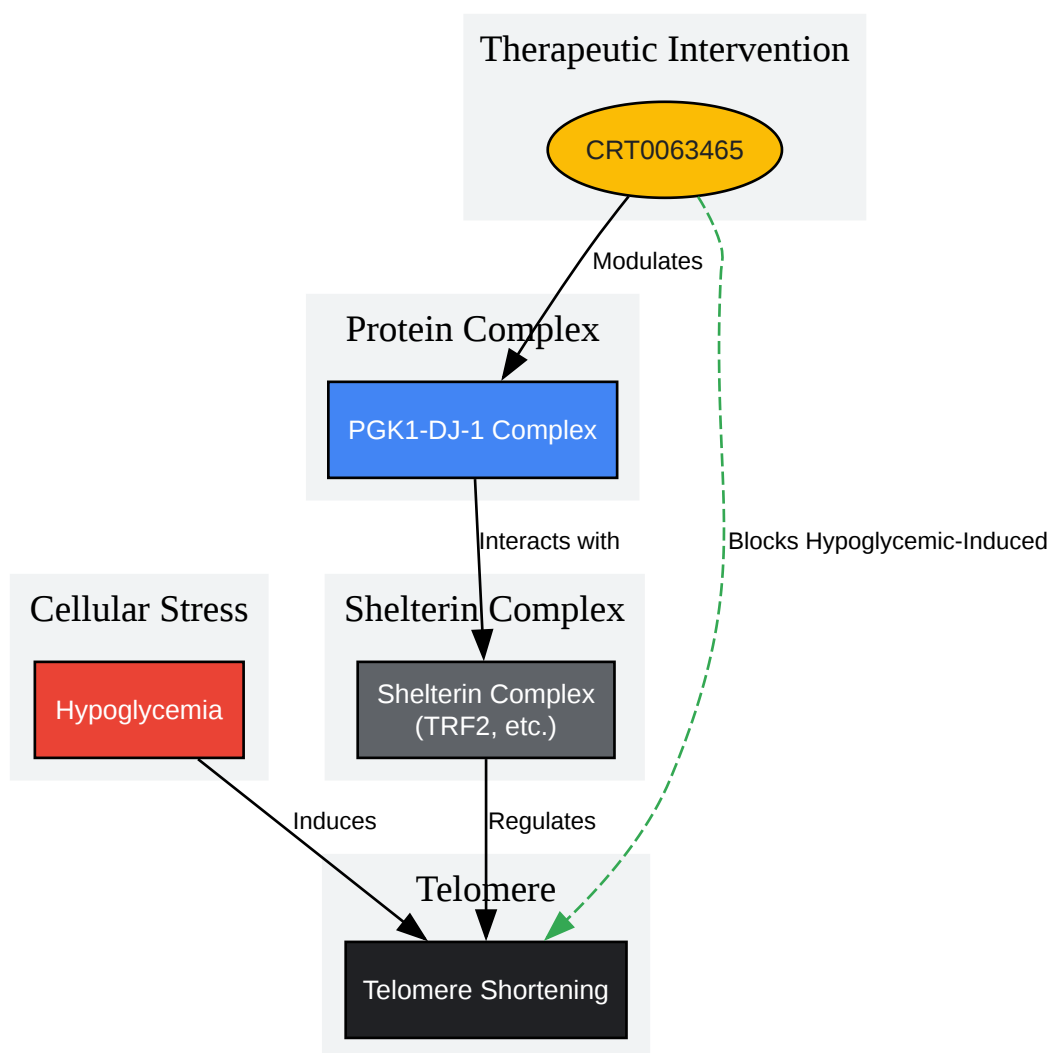 Therapeutic Intervention
CRT0063465
Modulates
Protein Complex
PGK1-DJ-1 Complex
Interacts with
Blocks Hypoglycemic-Induced
Cellular Stress
Hypoglycemia
Shelterin Complex
Shelterin Complex
(TRF2, etc.)
Induces
Regulates
Telomere
Telomere Shortening